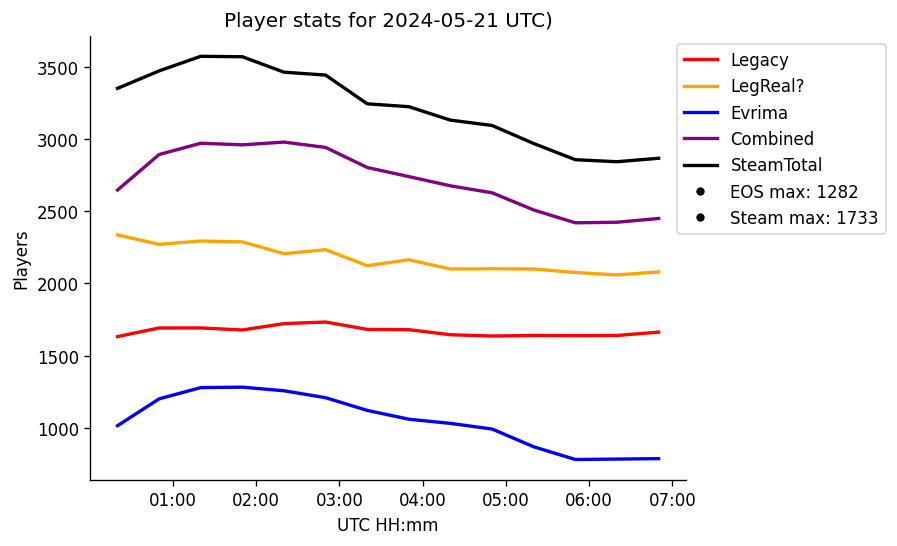 Player stats for 2024-05-21 UTC)
Legacy
LegReal?
Evrima
Combined
SteamTotal
EOS max: 1282
Steam max: 1733
Players
3500
3000
2500
2000
1500
1000
01:00 02:00 03:00 04:00 05:00 06:00 07:00
UTC HH:mm